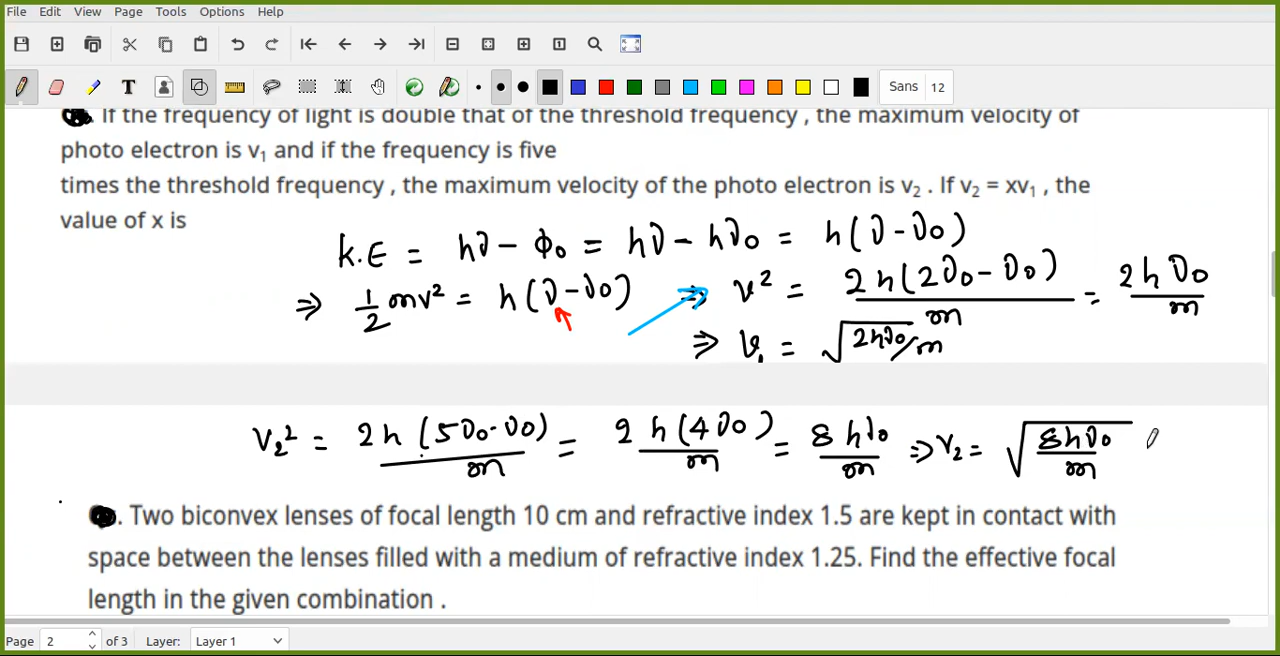 File Edit View Page Tools Options Help
T Sans 12
If the frequency of light is double that of the threshold frequency , the maximum velocity of
photo electron is v₁ and if the frequency is five
times the threshold frequency , the maximum velocity of the photo electron is v₂ . If v₂ = xv₁ , the
value of x is
K.E = hν − ϕ₀ = hν − hν₀ = h(ν − ν₀)
⇒ 1/2 mv² = h(ν − ν₀) ⇒ v² = 2h(2ν₀ − ν₀)/m = 2hν₀/m
⇒ v₁ = √2hν₀/m
V₂² = 2h(5ν₀ - ν₀)/m = 2h(4ν₀)/m = 8hν₀/m ⇒ v₂ = √(8hν₀/m)
. Two biconvex lenses of focal length 10 cm and refractive index 1.5 are kept in contact with
space between the lenses filled with a medium of refractive index 1.25. Find the effective focal
length in the given combination .
Page 2 of 3 Layer: Layer 1